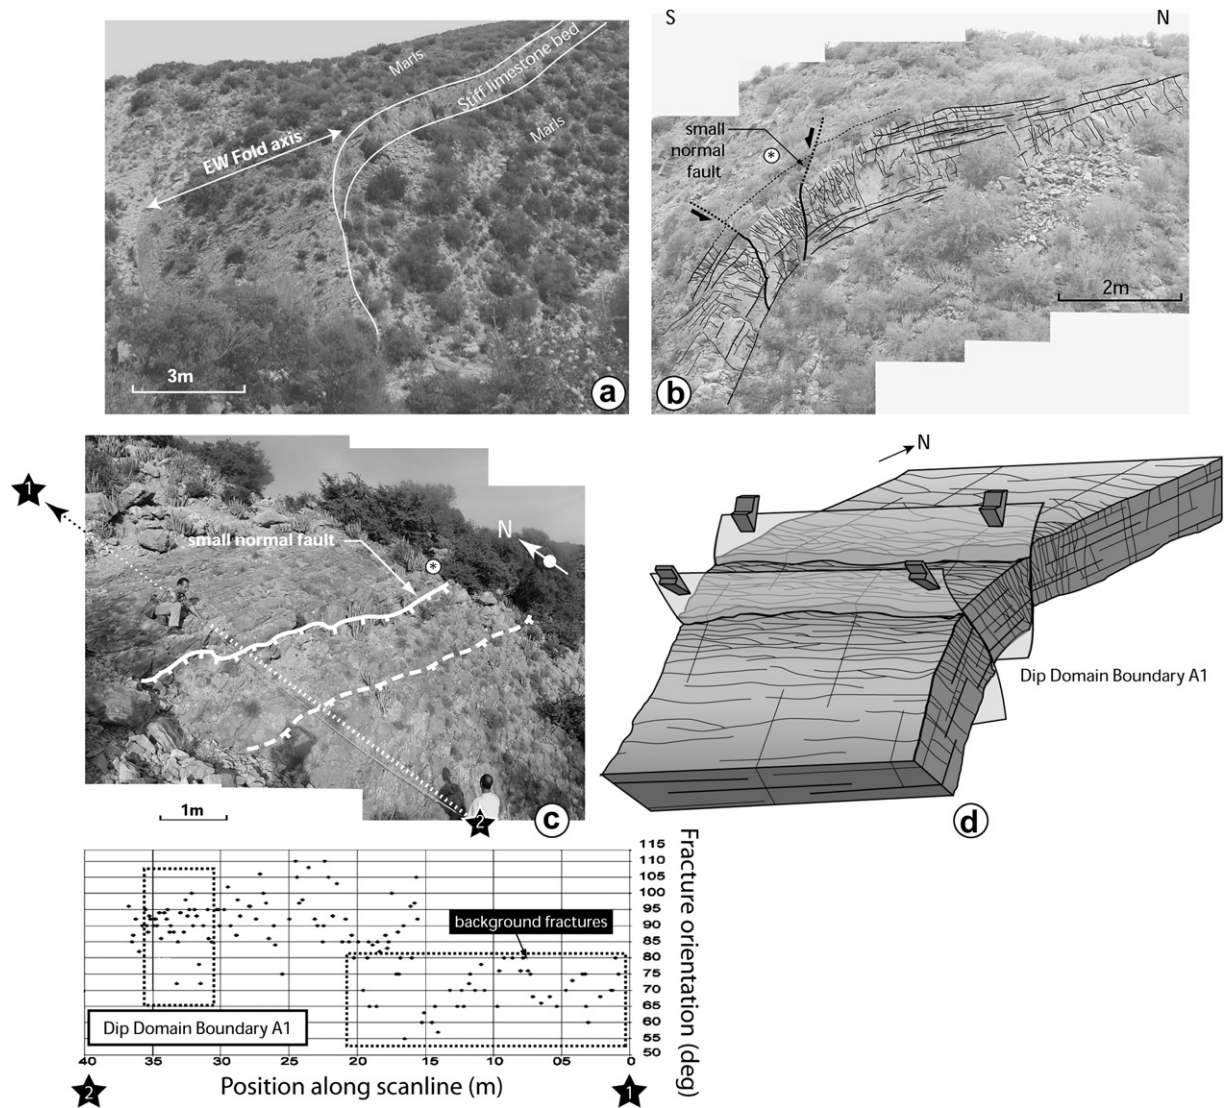 Marls
Stiff limestone bed
Marls
EW Fold axis
3m
a
S
N
small
normal
fault
*
2m
b
1
small normal fault
*
N
1m
2
c
N
Dip Domain Boundary A1
d
115
110
105
100
95
90
85
80
75
70
65
60
55
50
Fracture orientation (deg)
background fractures
Dip Domain Boundary A1
40 35 30 25 20 15 10 05 0
2 Position along scanline (m) 1